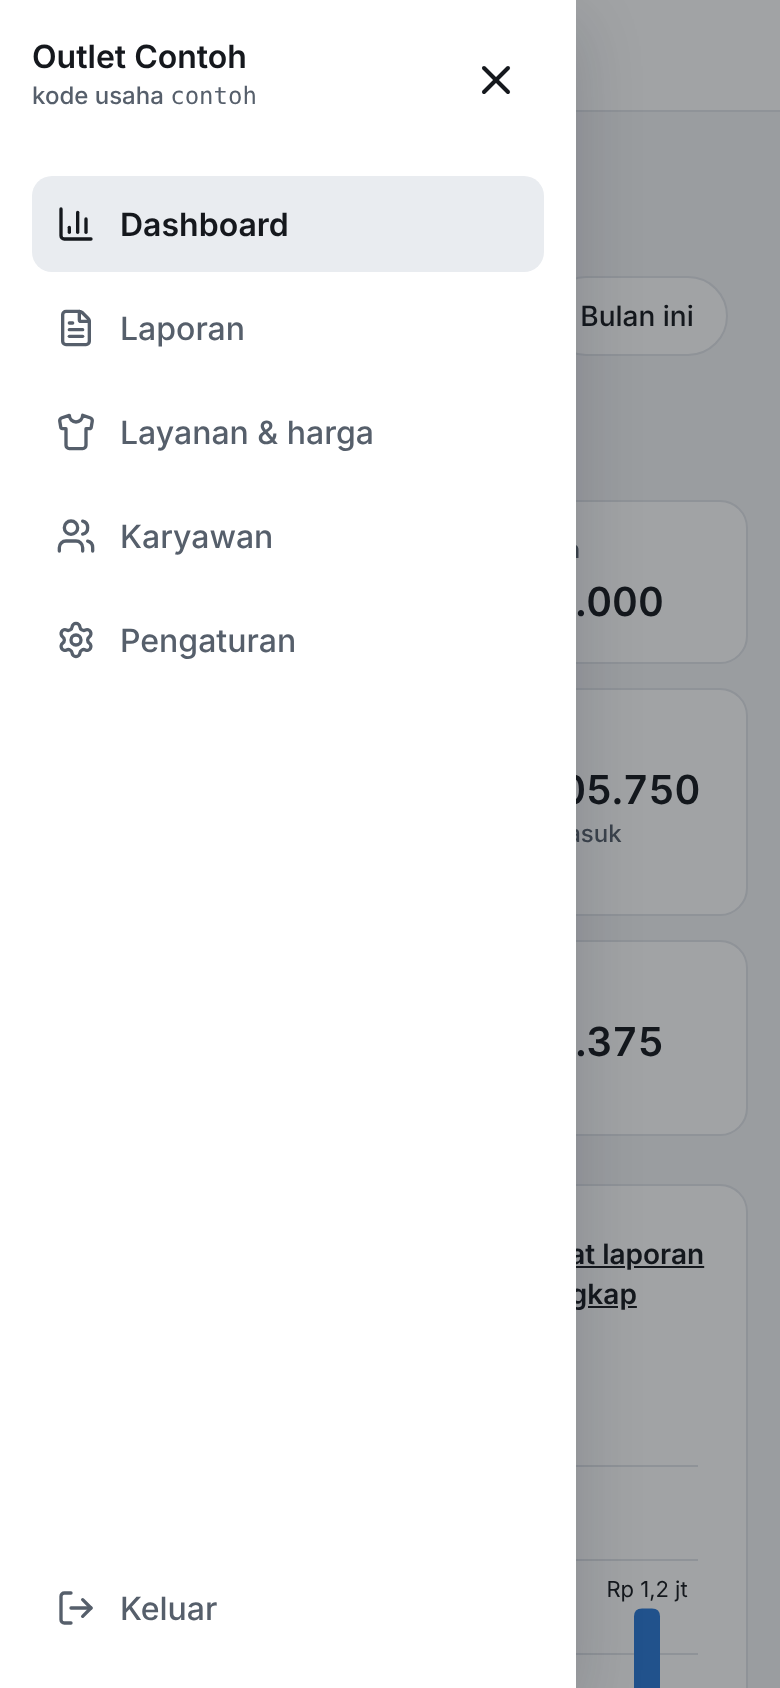 Outlet Contoh
kode usaha contoh
Dashboard
Laporan
Layanan & harga
Karyawan
Pengaturan
Keluar
Bulan ini
.000
05.750
asuk
.375
at laporan
gkap
Rp 1,2 jt